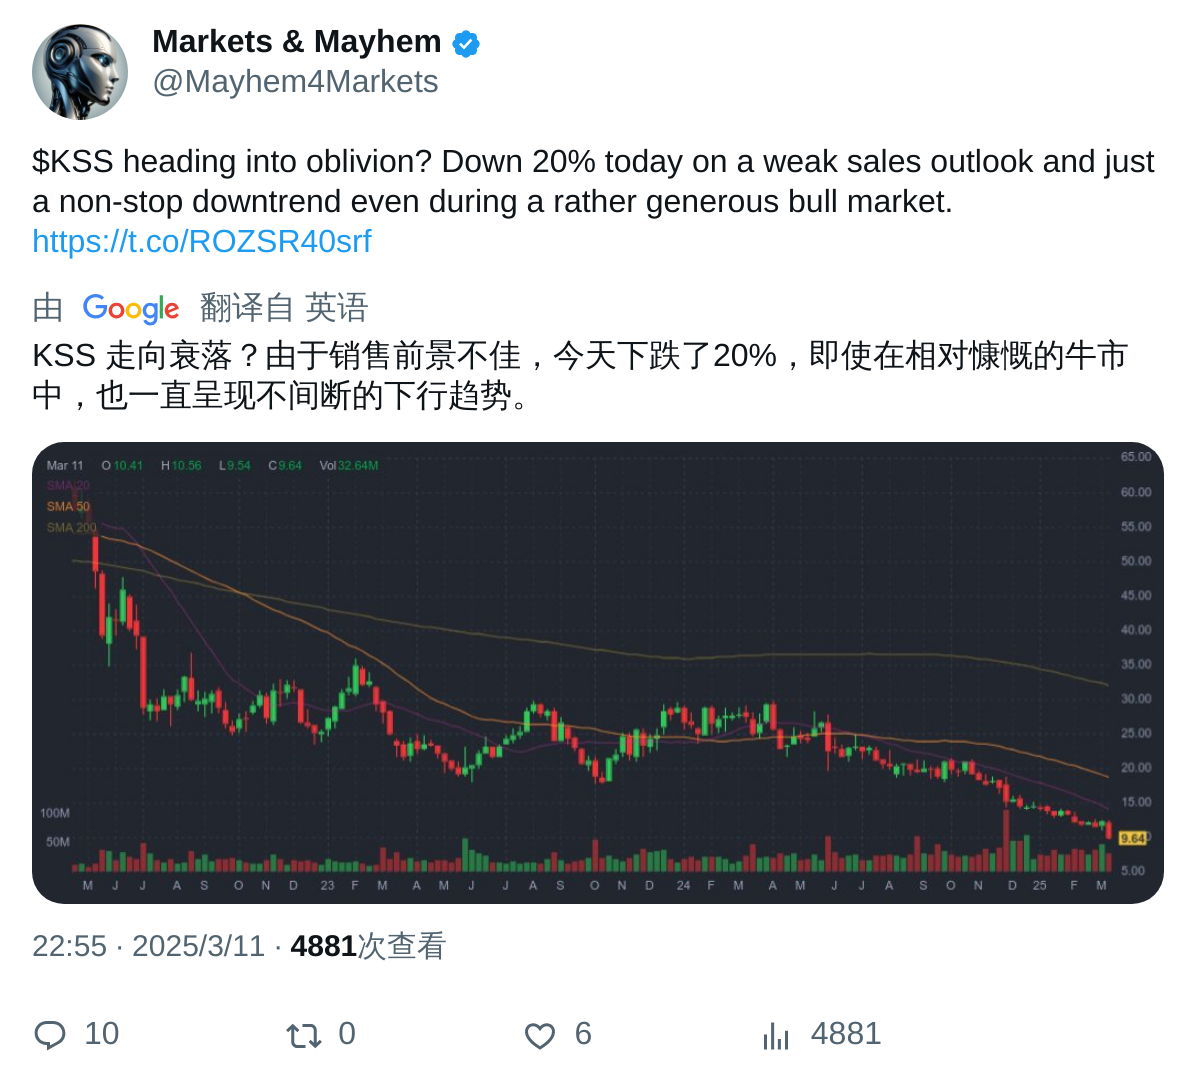 Markets & Mayhem
@Mayhem4Markets
$KSS heading into oblivion? Down 20% today on a weak sales outlook and just
a non-stop downtrend even during a rather generous bull market.
https://t.co/ROZSR40srf
由 Google 翻译自 英语
KSS 走向衰落？由于销售前景不佳，今天下跌了20%，即使在相对慷慨的牛市
中，也一直呈现不间断的下行趋势。
Mar 11 O 10.41 H 10.56 L 9.54 C 9.64 Vol 32.64M
SMA 20
SMA 50
SMA 200
65.00
60.00
55.00
50.00
45.00
40.00
35.00
30.00
25.00
20.00
15.00
9.64
5.00
100M
50M
M J J A S O N D 23 F M A M J J A S O N D 24 F M A M J J A S O N D 25 F M
22:55 · 2025/3/11 · 4881次查看
10 0 6 4881